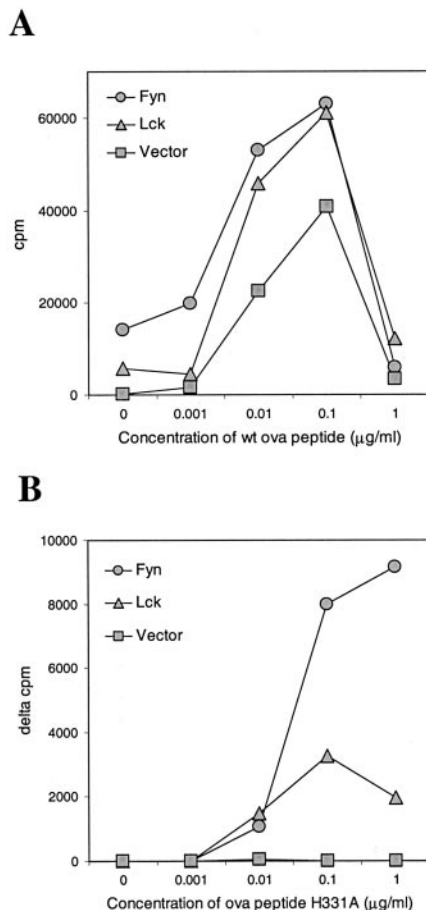 A
Fyn
Lck
Vector
60000
40000
20000
0
cpm
0 0.001 0.01 0.1 1
Concentration of wt ova peptide (μg/ml)
B
10000
8000
6000
4000
2000
0
Fyn
Lck
Vector
delta cpm
0 0.001 0.01 0.1 1
Concentration of ova peptide H331A (μg/ml)